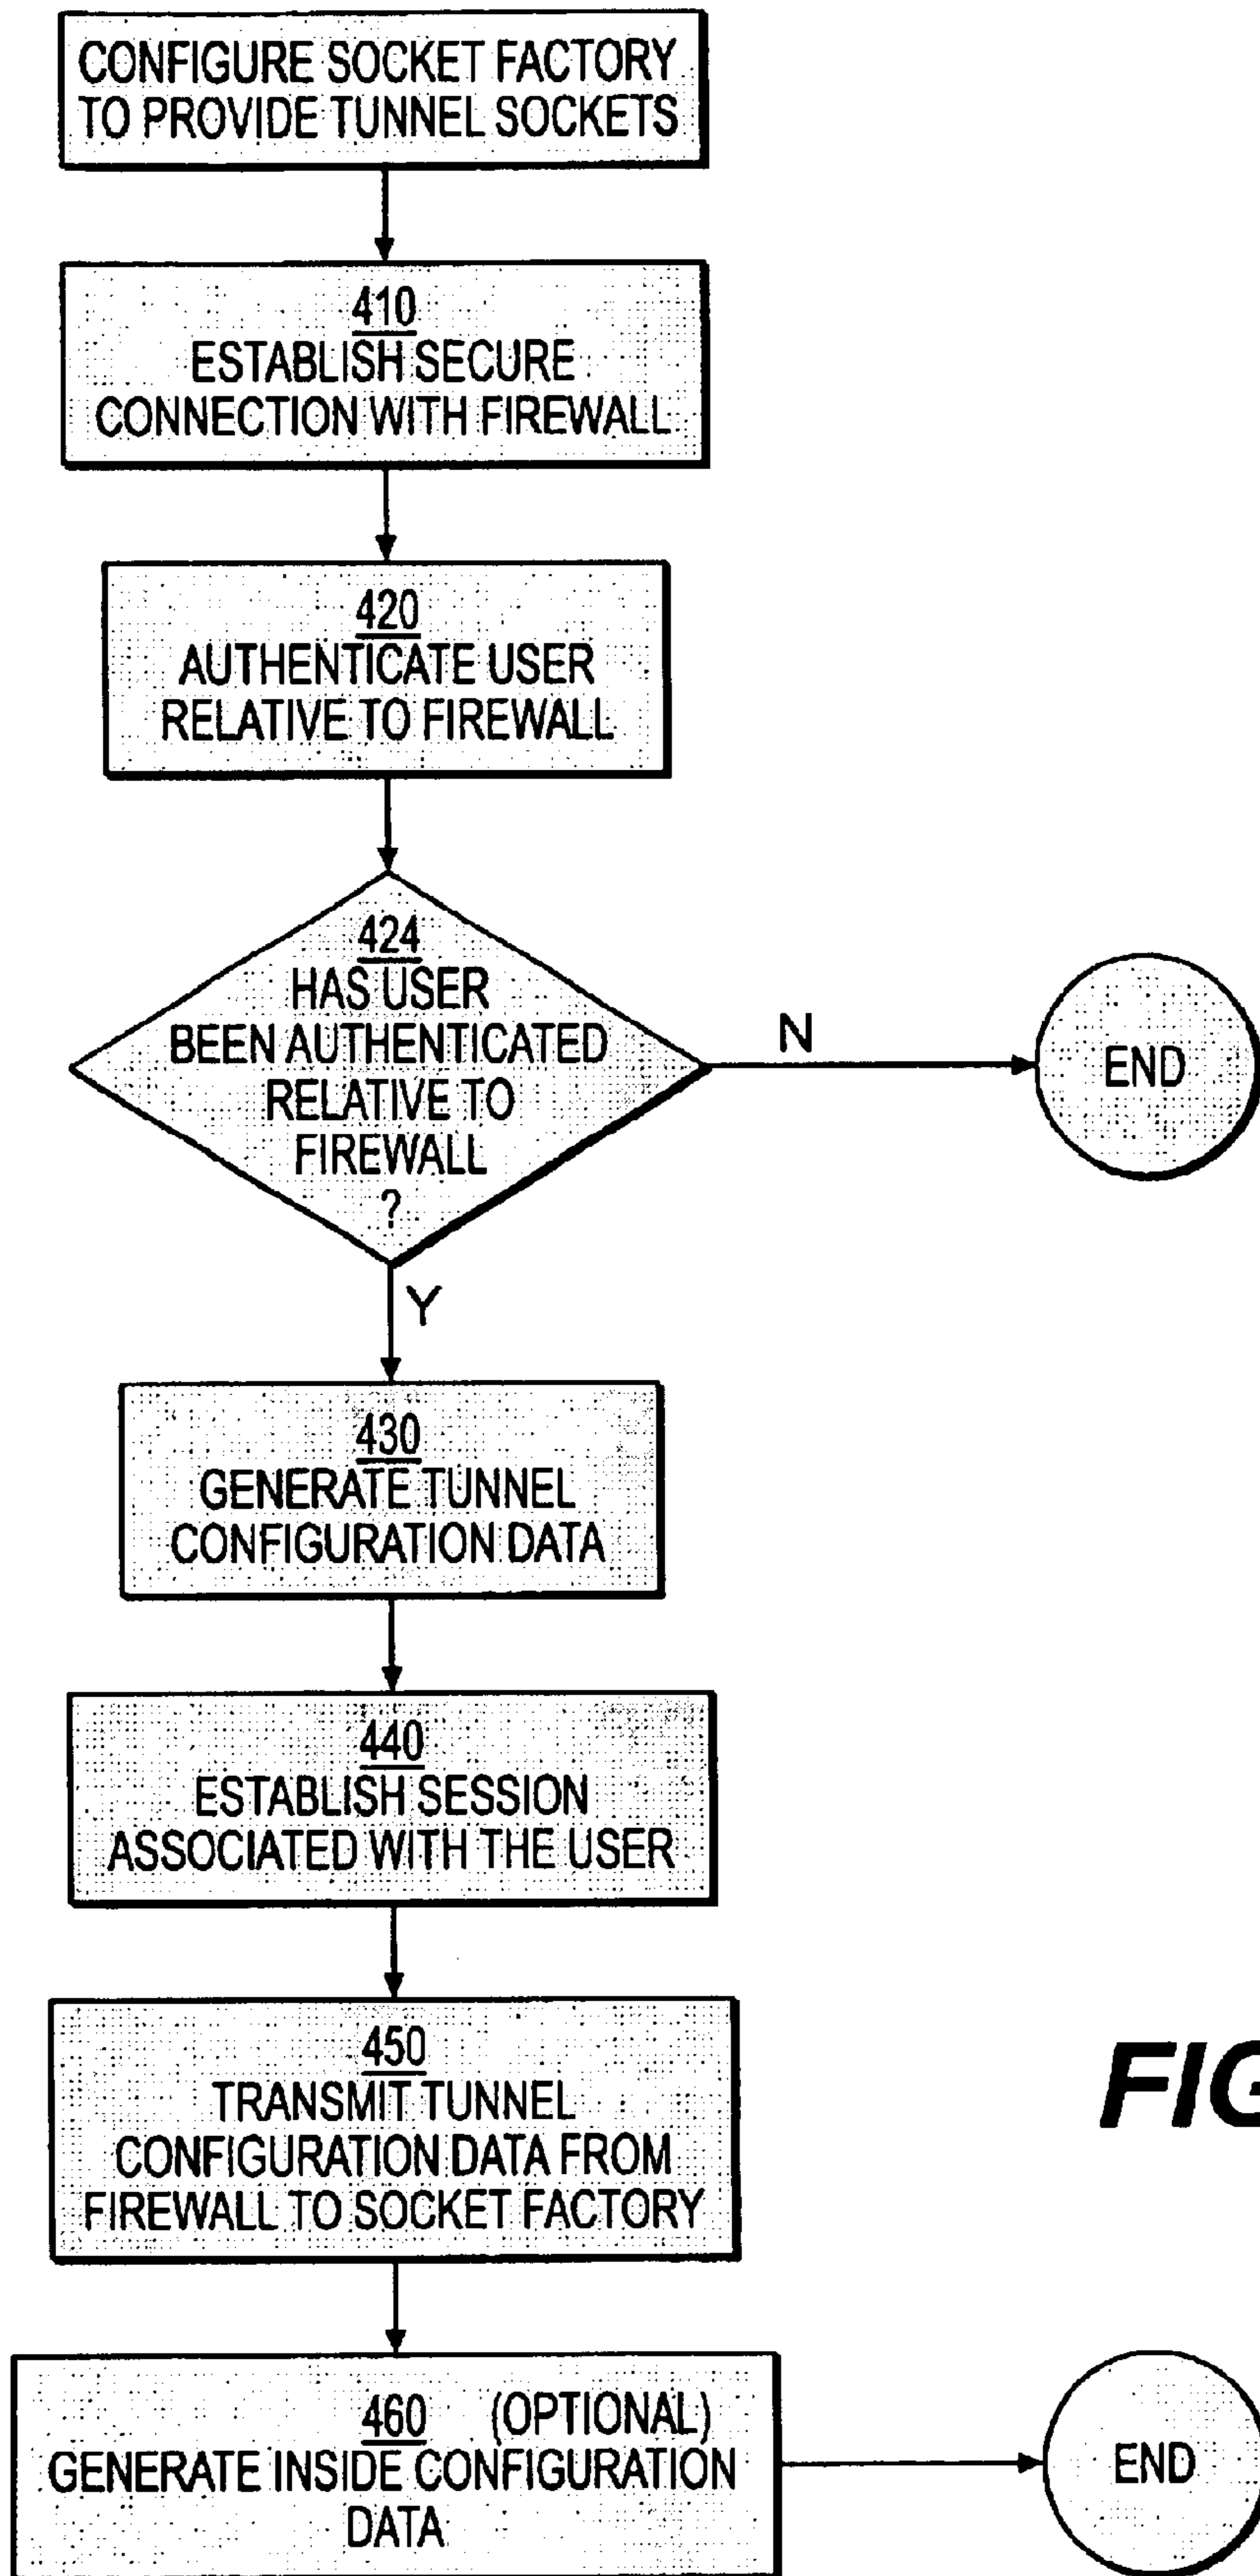 CONFIGURE SOCKET FACTORY
TO PROVIDE TUNNEL SOCKETS
410
ESTABLISH SECURE
CONNECTION WITH FIREWALL
420
AUTHENTICATE USER
RELATIVE TO FIREWALL
424
HAS USER
BEEN AUTHENTICATED
RELATIVE TO
FIREWALL
?
N
END
Y
430
GENERATE TUNNEL
CONFIGURATION DATA
440
ESTABLISH SESSION
ASSOCIATED WITH THE USER
450
TRANSMIT TUNNEL
CONFIGURATION DATA FROM
FIREWALL TO SOCKET FACTORY
FIG
460 (OPTIONAL)
GENERATE INSIDE CONFIGURATION
DATA
END